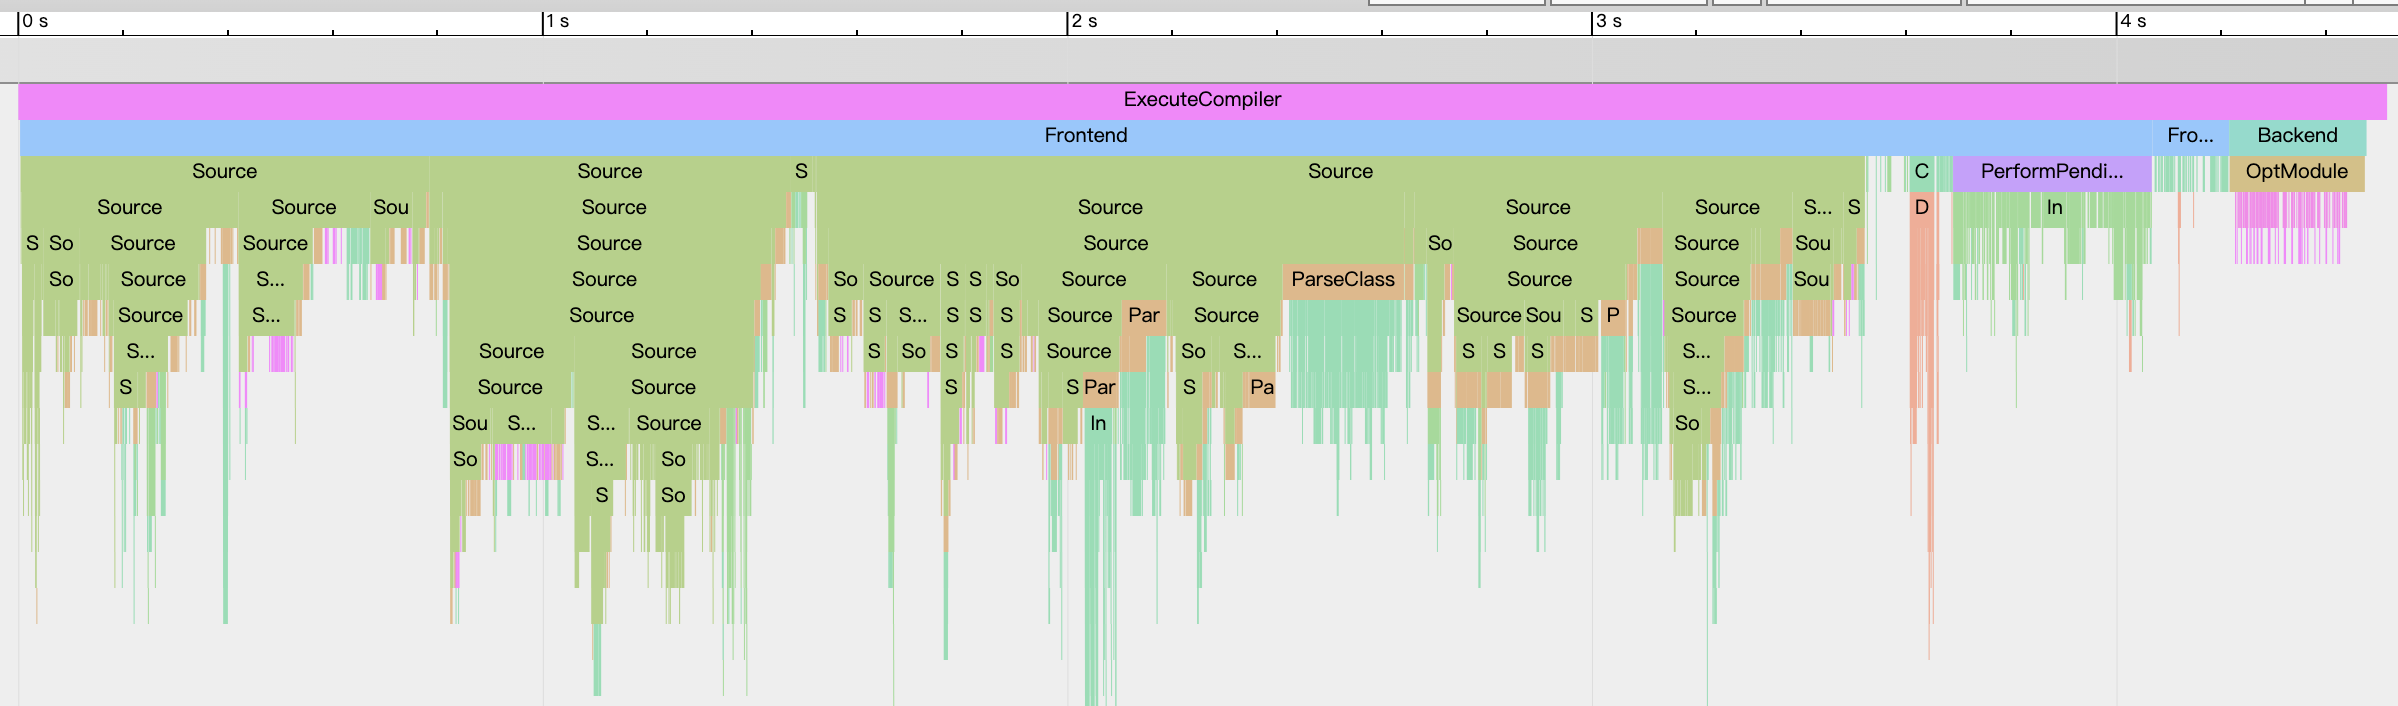 0 s 1 s 2 s 3 s 4 s
ExecuteCompiler
Frontend Fro... Backend
Source Source S Source C PerformPendi... OptModule
Source Source Sou Source Source Source Source S... S D In
S So Source Source Source Source So Source Source Sou
So Source S... Source So Source S S So Source Source ParseClass Source Source Sou
Source S... Source S S S... S S S Source Par Source Source Sou S P Source
S... Source Source S So S S Source So S... S S S S...
S Source Source S S Par S Pa S...
Sou S... S... Source In So
So S... So
S So